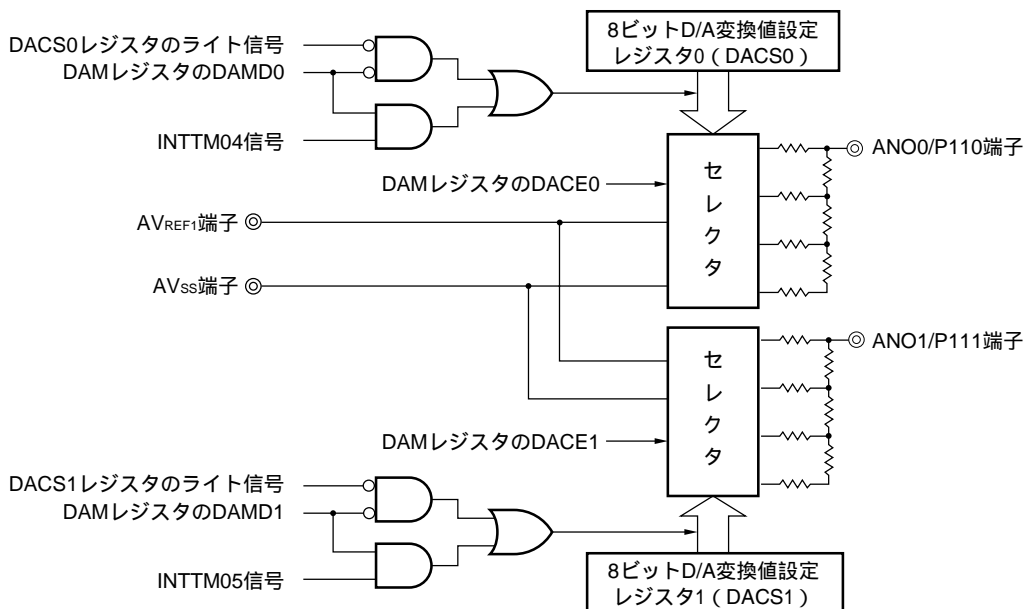 8ビットD/A変換値設定
レジスタ0（DACS0）
DACS0レジスタのライト信号
DAMレジスタのDAMD0
INTTM04信号
セレクタ
ANO0/P110端子
DAMレジスタのDACE0
AVREF1端子
AVSS端子
セレクタ
ANO1/P111端子
DAMレジスタのDACE1
DACS1レジスタのライト信号
DAMレジスタのDAMD1
INTTM05信号
8ビットD/A変換値設定
レジスタ1（DACS1）